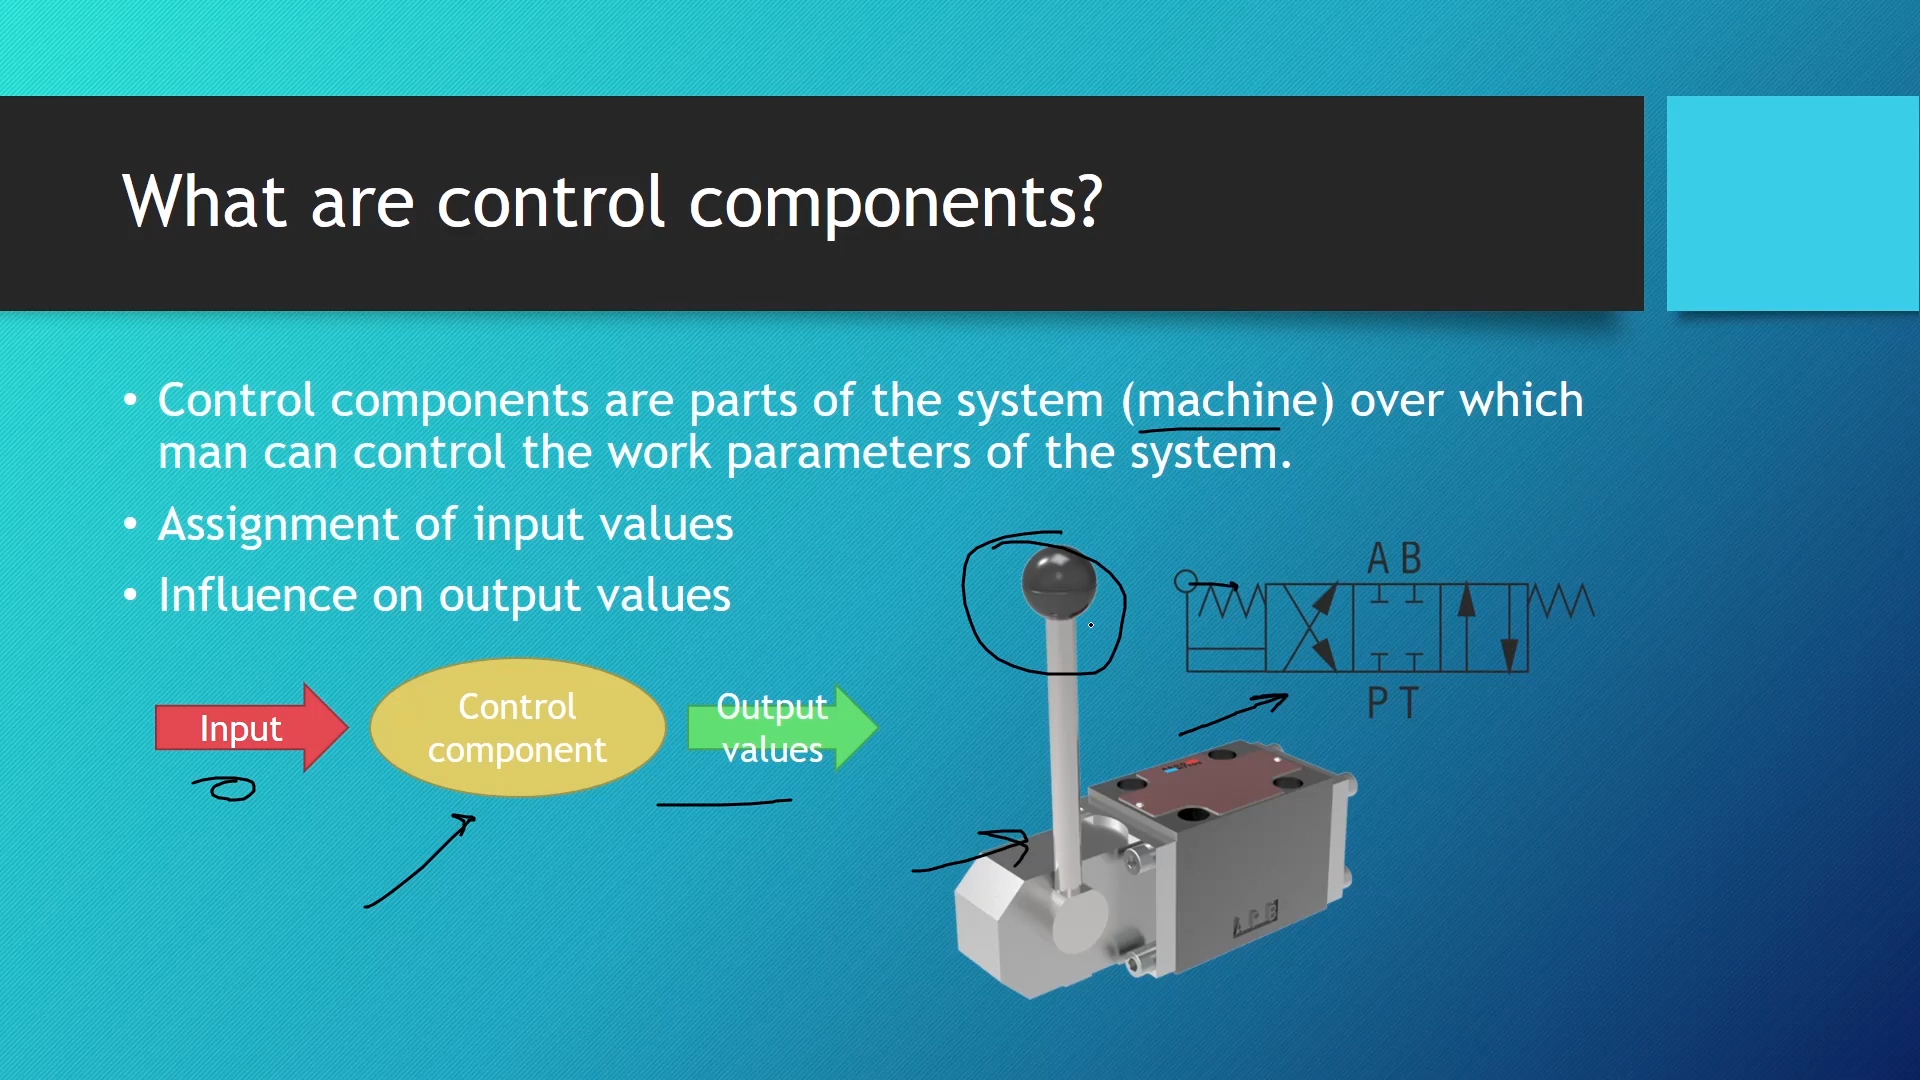 What are control components?
• Control components are parts of the system (machine) over which
man can control the work parameters of the system.
• Assignment of input values
• Influence on output values
Input
Control
component
Output
values
A B
P T
A P B